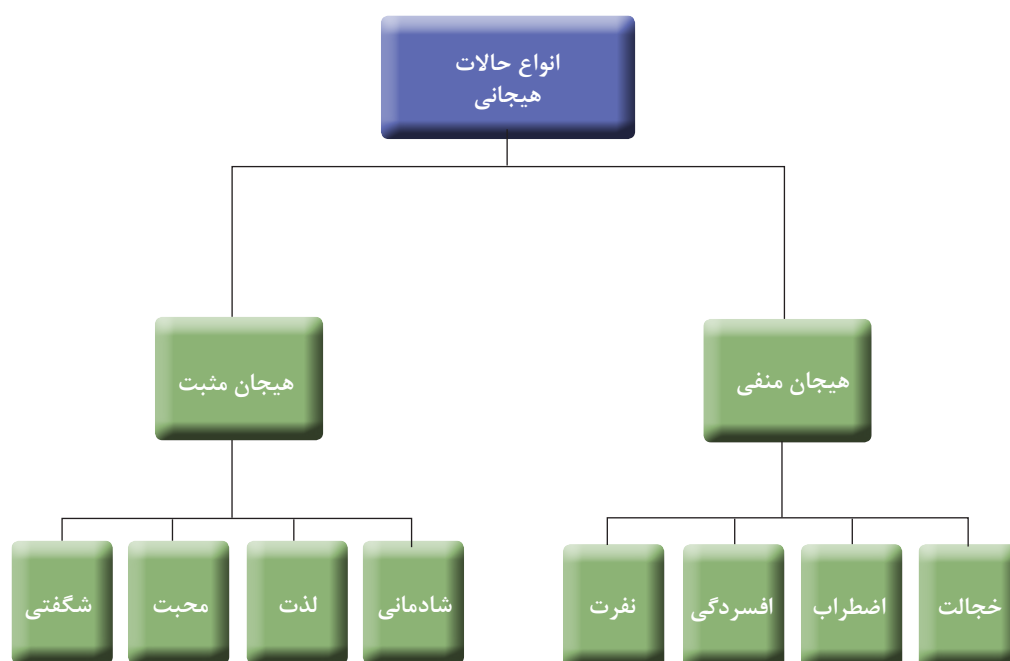 انواع حالات
هیجانی
هیجان منفی
هیجان مثبت
خجالت
اضطراب
افسردگی
نفرت
شادمانی
لذت
محبت
شگفتی